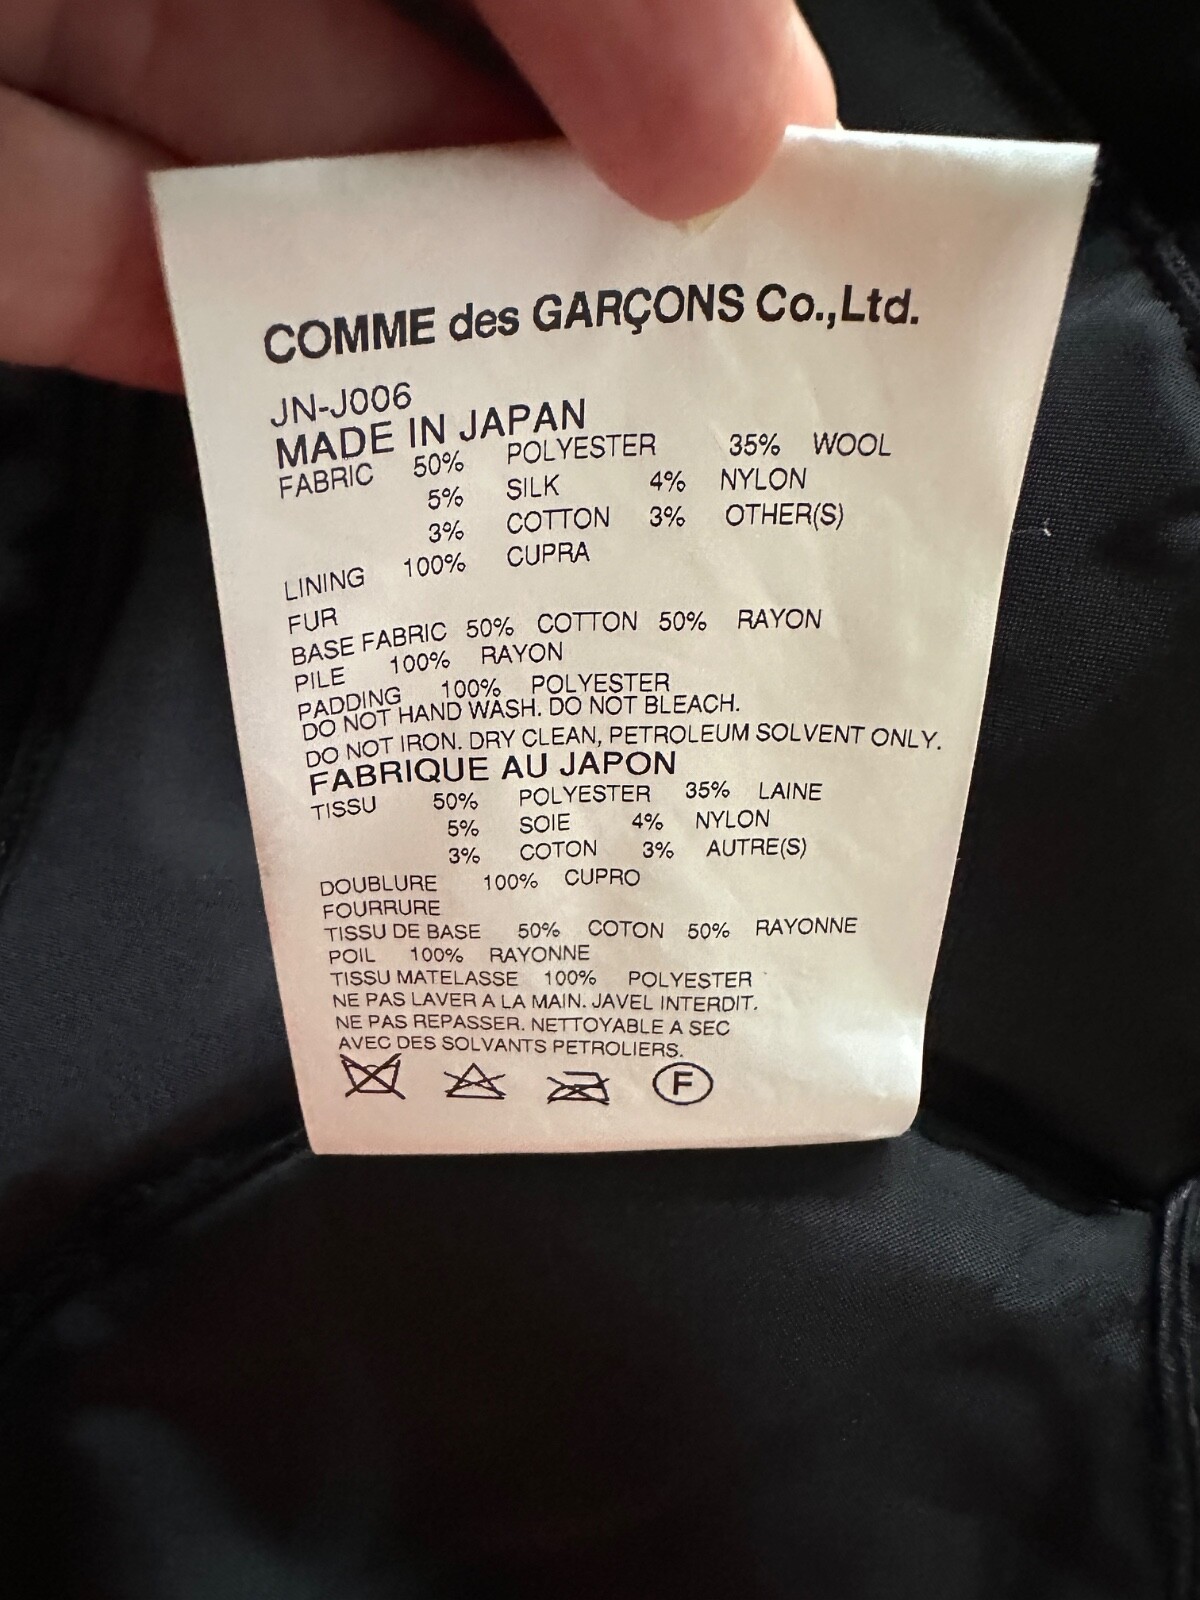 COMME des GARÇONS Co.,Ltd.
JN-J006
MADE IN JAPAN
FABRIC 50% POLYESTER 35% WOOL
5% SILK 4% NYLON
3% COTTON 3% OTHER(S)
LINING 100% CUPRA
FUR
BASE FABRIC 50% COTTON 50% RAYON
PILE 100% RAYON
PADDING 100% POLYESTER
DO NOT HAND WASH. DO NOT BLEACH.
DO NOT IRON. DRY CLEAN, PETROLEUM SOLVENT ONLY.
FABRIQUE AU JAPON
TISSU 50% POLYESTER 35% LAINE
5% SOIE 4% NYLON
3% COTON 3% AUTRE(S)
DOUBLURE 100% CUPRO
FOURRURE
TISSU DE BASE 50% COTON 50% RAYONNE
POIL 100% RAYONNE
TISSU MATELASSE 100% POLYESTER
NE PAS LAVER A LA MAIN. JAVEL INTERDIT.
NE PAS REPASSER. NETTOYABLE A SEC
AVEC DES SOLVANTS PETROLIERS.
F